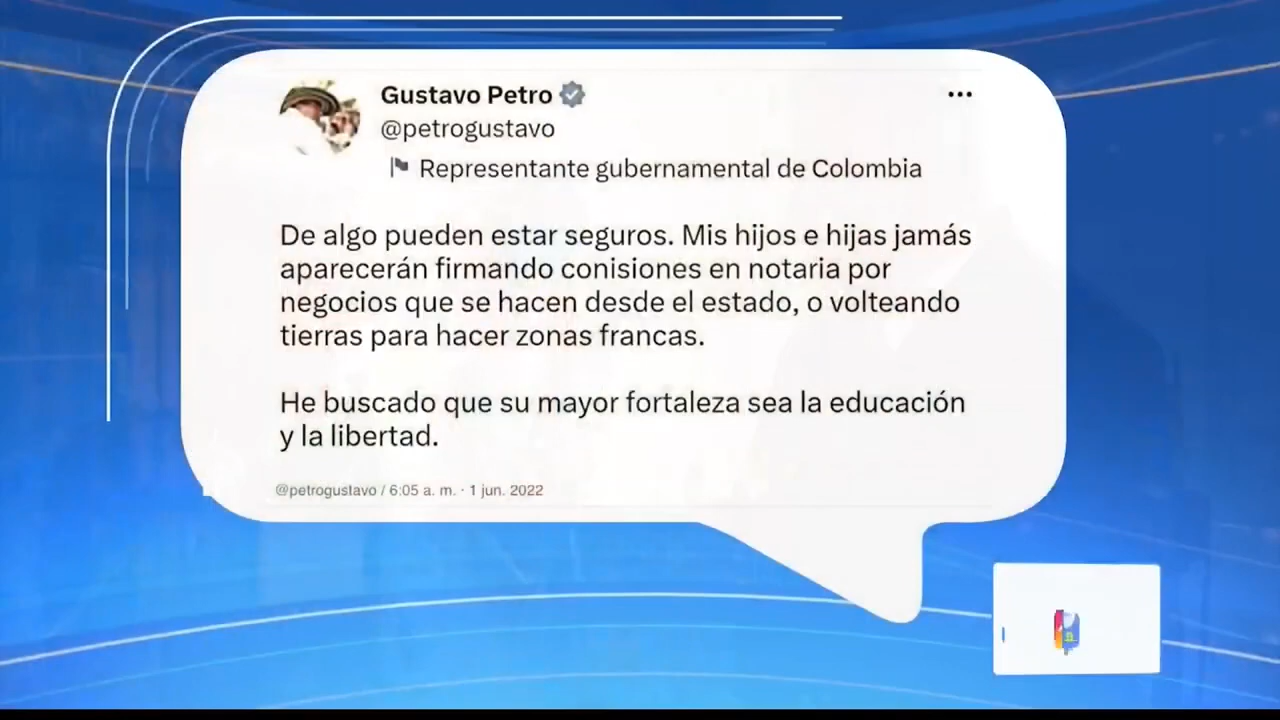 Gustavo Petro
@petrogustavo
Representante gubernamental de Colombia
De algo pueden estar seguros. Mis hijos e hijas jamás
aparecerán firmando conisiones en notaria por
negocios que se hacen desde el estado, o volteando
tierras para hacer zonas francas.
He buscado que su mayor fortaleza sea la educación
y la libertad.
@petrogustavo / 6:05 a. m. · 1 jun. 2022